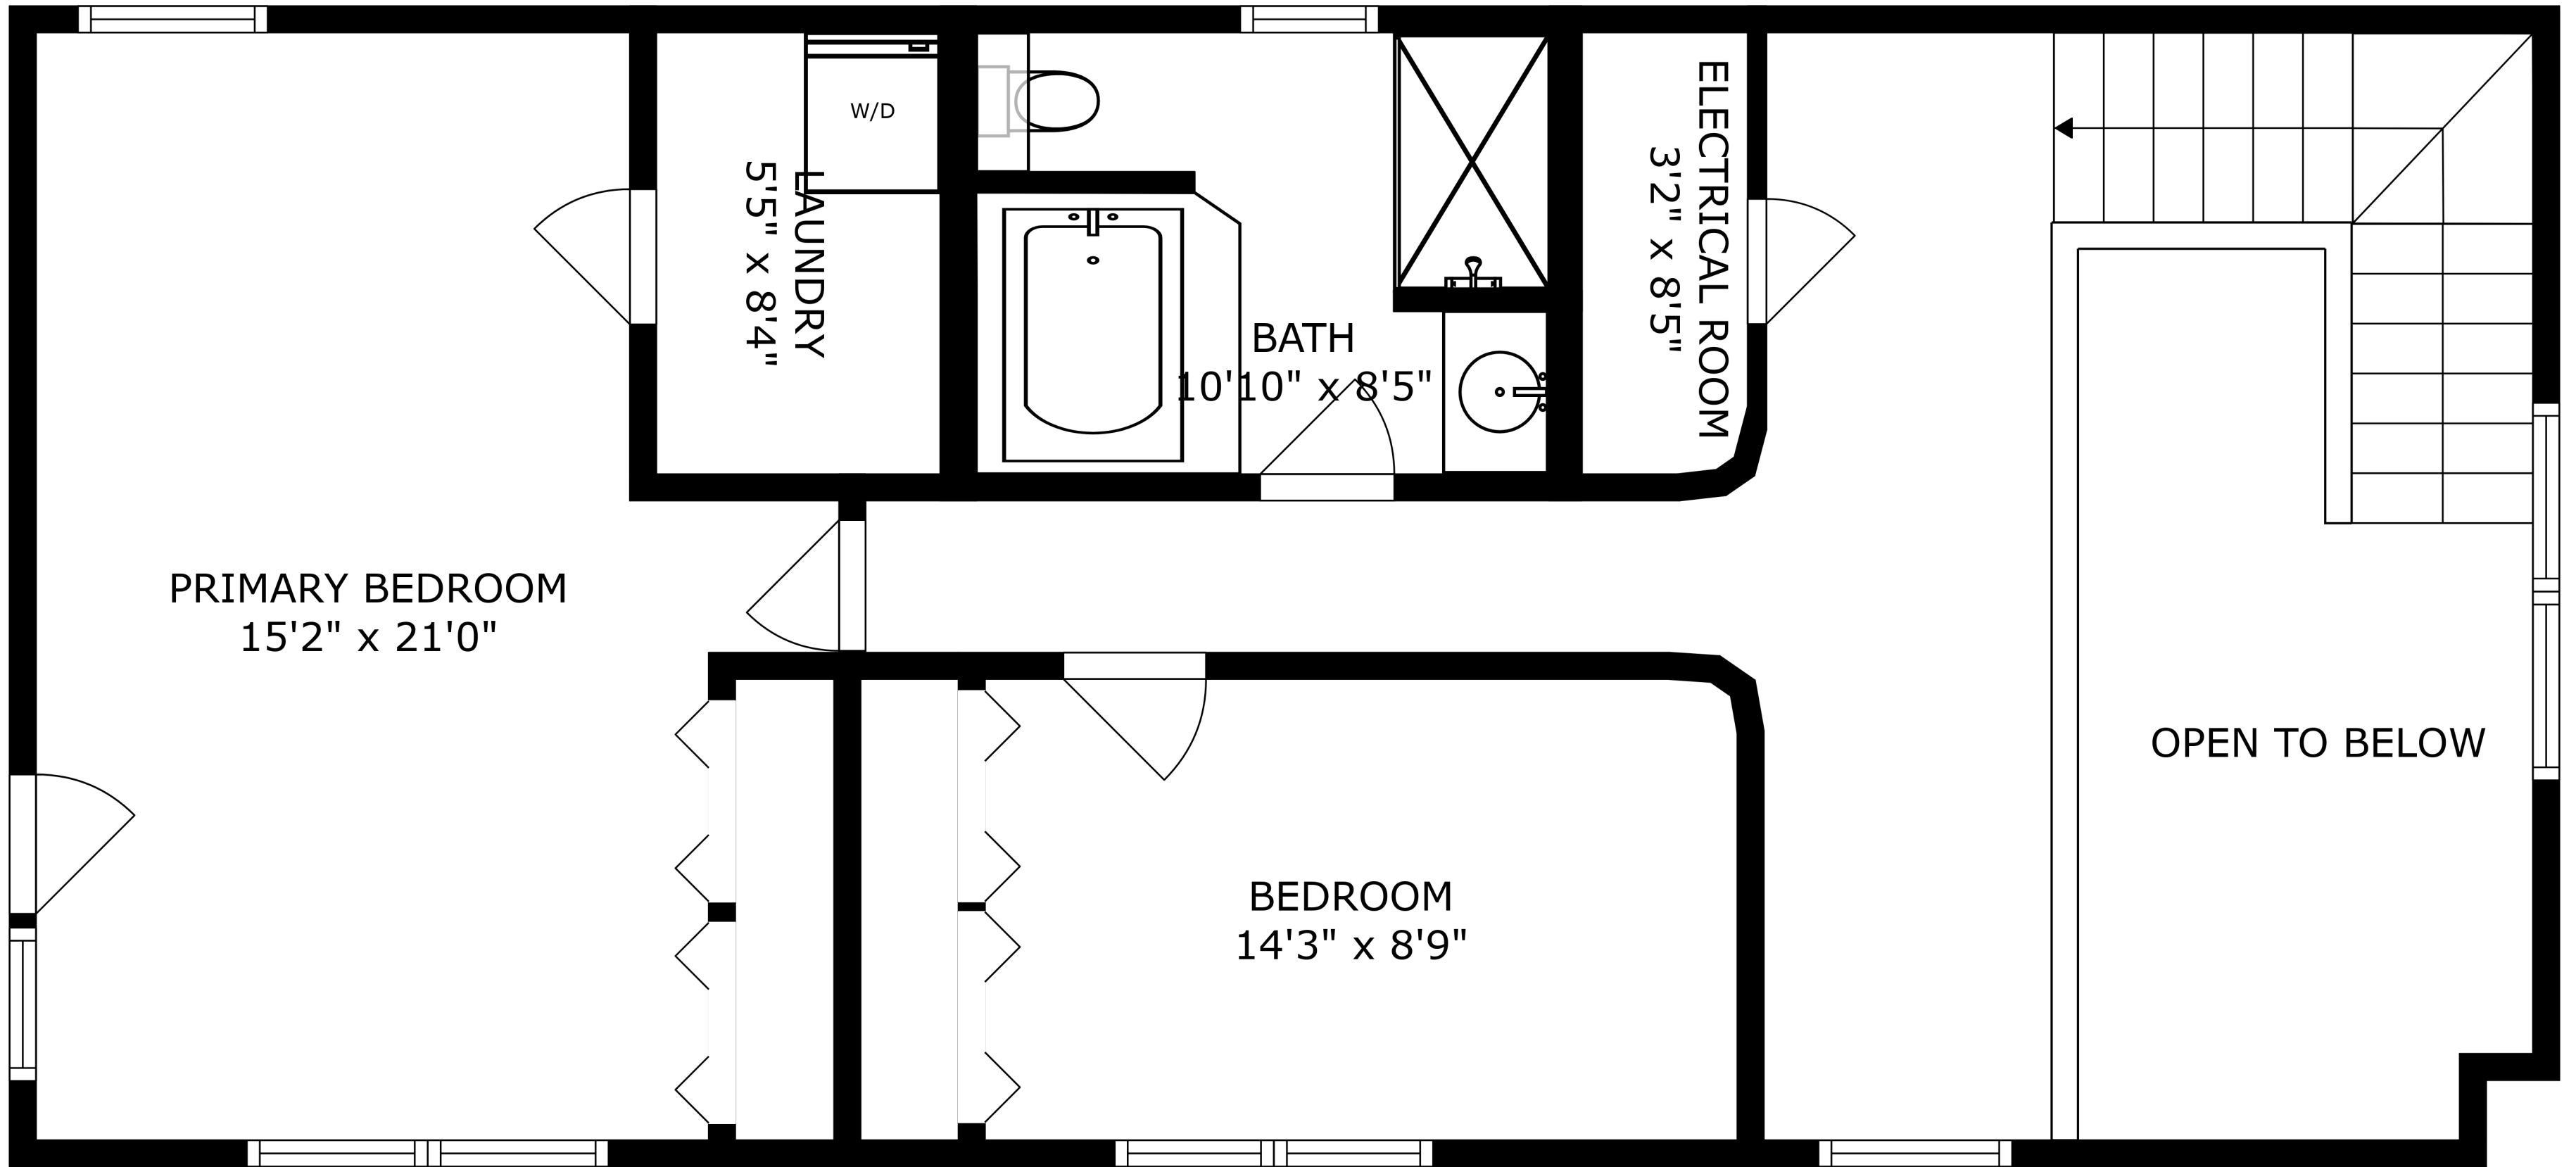 W/D
LAUNDRY
5'5" x 8'4"
BATH
10'10" x 8'5"
ELECTRICAL ROOM
3'2" x 8'5"
PRIMARY BEDROOM
15'2" x 21'0"
OPEN TO BELOW
BEDROOM
14'3" x 8'9"